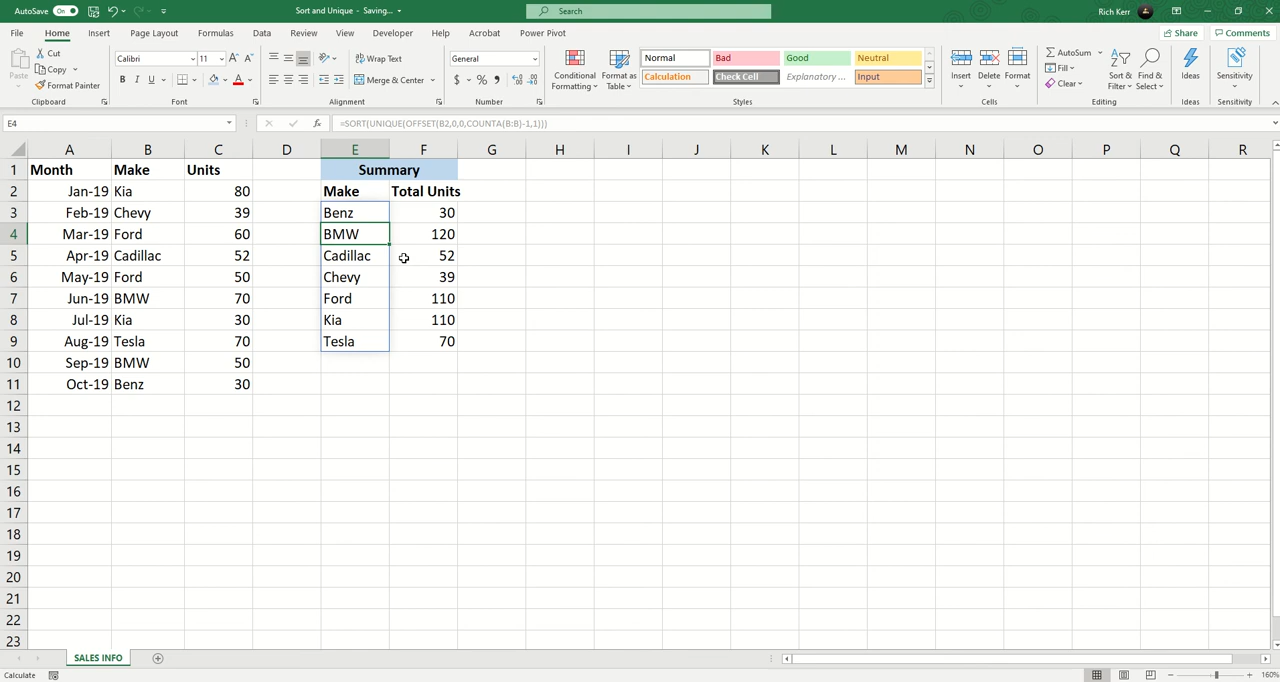 AutoSave On
Sort and Unique - Saving...
Search
Rich Kerr
File Home Insert Page Layout Formulas Data Review View Developer Help Acrobat Power Pivot
Share Comments
Paste
Cut
Copy
Format Painter
Clipboard
Calibri 11 A A
B I U A
Font
Wrap Text
Merge & Center
Alignment
General
$ % ,
Number
Conditional Formatting
Format as Table
Normal Bad Good Neutral
Calculation Check Cell Explanatory ... Input
Styles
Insert Delete Format
Cells
AutoSum
Fill
Clear
Sort & Filter
Find & Select
Editing
Ideas
Ideas
Sensitivity
Sensitivity
E4 fx =SORT(UNIQUE(OFFSET(B2,0,0,COUNTA(B:B)-1,1)))
A B C D E F G H I J K L M N O P Q R
1 Month Make Units Summary
2 Jan-19 Kia 80 Make Total Units
3 Feb-19 Chevy 39 Benz 30
4 Mar-19 Ford 60 BMW 120
5 Apr-19 Cadillac 52 Cadillac 52
6 May-19 Ford 50 Chevy 39
7 Jun-19 BMW 70 Ford 110
8 Jul-19 Kia 30 Kia 110
9 Aug-19 Tesla 70 Tesla 70
10 Sep-19 BMW 50
11 Oct-19 Benz 30
12
13
14
15
16
17
18
19
20
21
22
23
SALES INFO
Calculate
160%